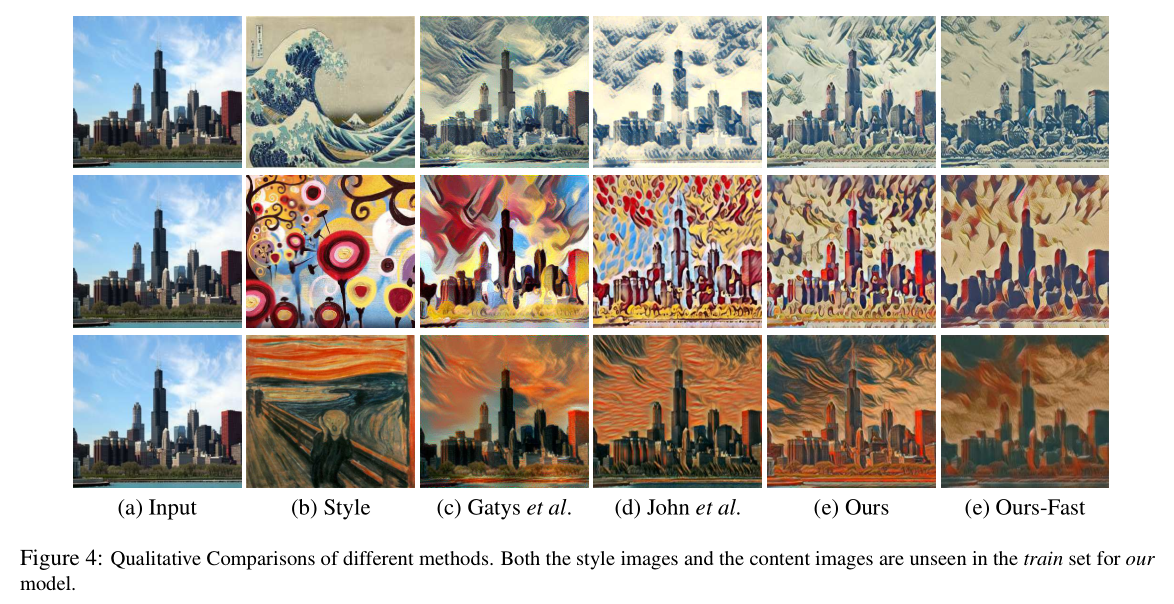 (a) Input
(b) Style
(c) Gatys et al.
(d) John et al.
(e) Ours
(e) Ours-Fast
Figure 4: Qualitative Comparisons of different methods. Both the style images and the content images are unseen in the train set for our
model.